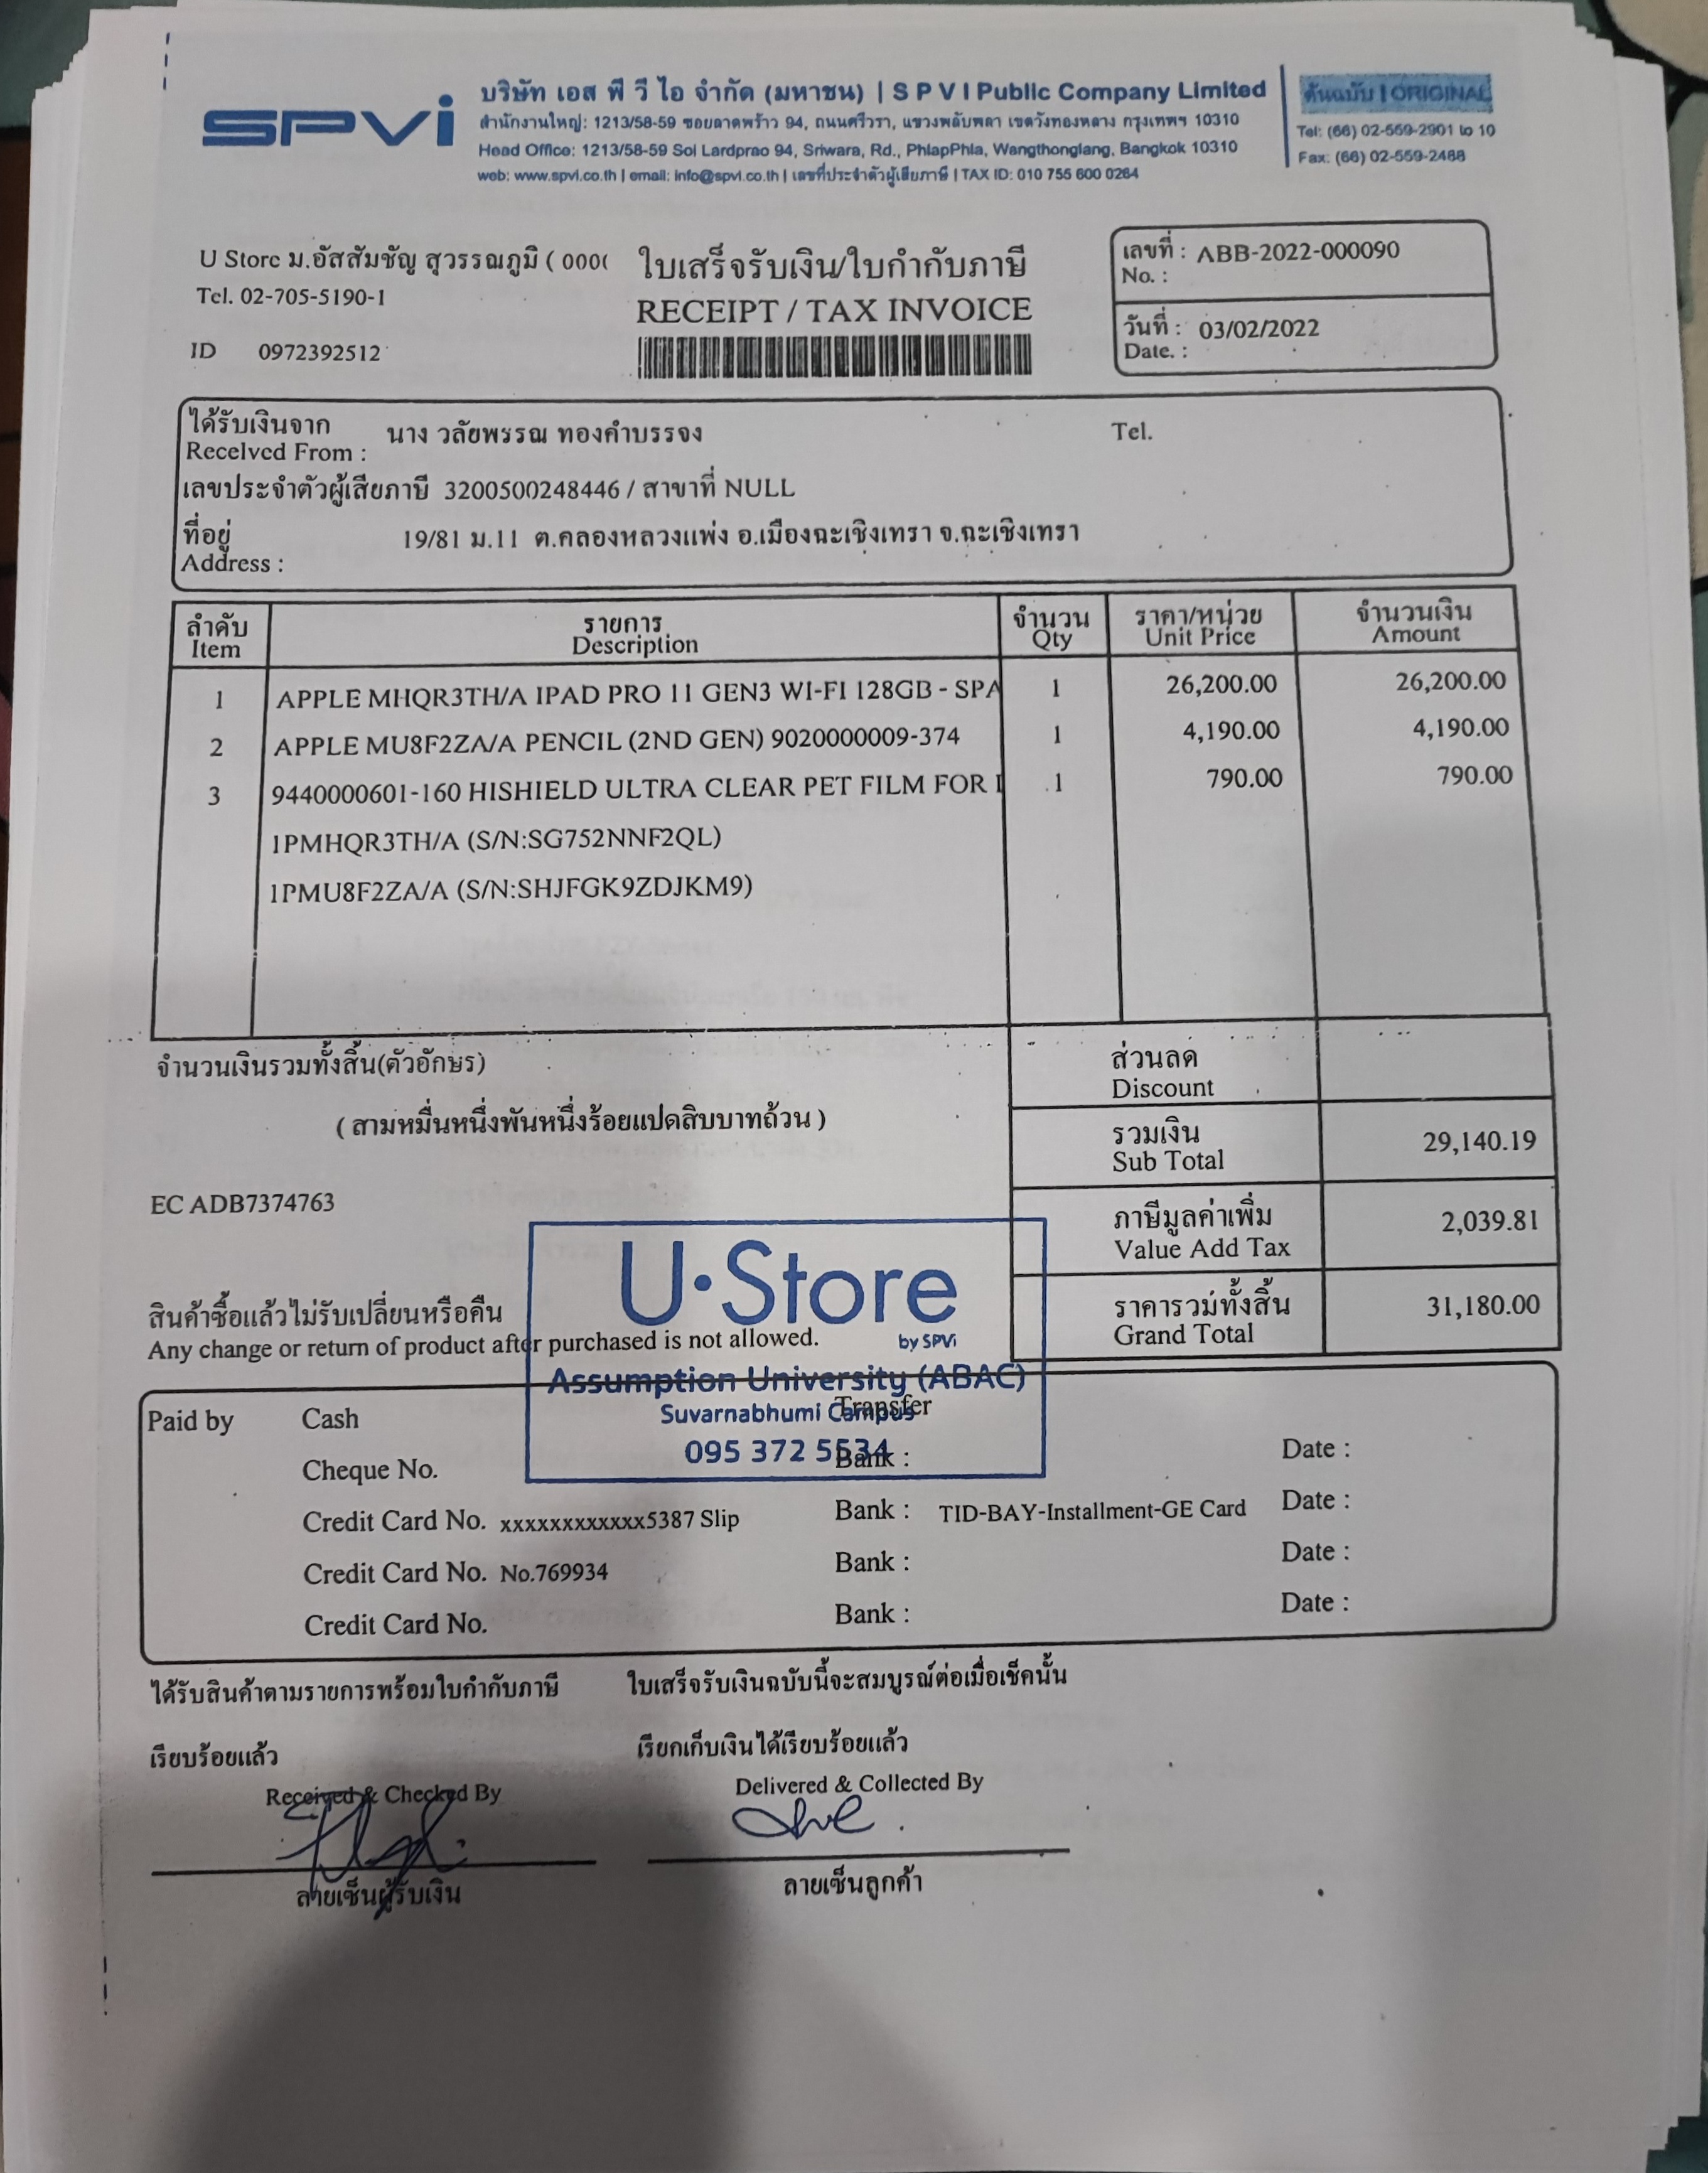 SPVi
บริษัท เอส พี วี ไอ จำกัด (มหาชน) | S P V I Public Company Limited
สำนักงานใหญ่: 1213/58-59 ซอยลาดพร้าว 94, ถนนศรีวรา, แขวงพลับพลา เขตวังทองหลาง กรุงเทพฯ 10310
Head Office: 1213/58-59 Soi Lardprao 94, Sriwara, Rd., PhlapPhla, Wangthonglang, Bangkok 10310
web: www.spvi.co.th | email: info@spvi.co.th | เลขที่ประจำตัวผู้เสียภาษี | TAX ID: 010 755 600 0264
ต้นฉบับ | ORIGINAL
Tel: (66) 02-559-2901 to 10
Fax: (66) 02-559-2488
U Store ม.อัสสัมชัญ สุวรรณภูมิ ( 000(
Tel. 02-705-5190-1
ID 0972392512
ใบเสร็จรับเงิน/ใบกำกับภาษี
RECEIPT / TAX INVOICE
เลขที่ : ABB-2022-000090
No. :
วันที่ : 03/02/2022
Date. :
ได้รับเงินจาก นาง วลัยพรรณ ทองคำบรรจง Tel.
Received From :
เลขประจำตัวผู้เสียภาษี 3200500248446 / สาขาที่ NULL
ที่อยู่ 19/81 ม.11 ต.คลองหลวงแพ่ง อ.เมืองฉะเชิงเทรา จ.ฉะเชิงเทรา
Address :
ลำดับ รายการ จำนวน ราคา/หน่วย จำนวนเงิน
Item Description Qty Unit Price Amount
1 APPLE MHQR3TH/A IPAD PRO 11 GEN3 WI-FI 128GB - SPA 1 26,200.00 26,200.00
2 APPLE MU8F2ZA/A PENCIL (2ND GEN) 9020000009-374 1 4,190.00 4,190.00
3 9440000601-160 HISHIELD ULTRA CLEAR PET FILM FOR I 1 790.00 790.00
1PMHQR3TH/A (S/N:SG752NNF2QL)
1PMU8F2ZA/A (S/N:SHJFGK9ZDJKM9)
จำนวนเงินรวมทั้งสิ้น(ตัวอักษร)
( สามหมื่นหนึ่งพันหนึ่งร้อยแปดสิบบาทถ้วน )
ส่วนลด
Discount
รวมเงิน 29,140.19
Sub Total
EC ADB7374763
ภาษีมูลค่าเพิ่ม 2,039.81
Value Add Tax
ราคารวมทั้งสิ้น 31,180.00
Grand Total
สินค้าซื้อแล้วไม่รับเปลี่ยนหรือคืน
Any change or return of product after purchased is not allowed.
U·Store
by SPVi
Assumption University (ABAC)
Suvarnabhumi Campus
095 372 5534
Paid by Cash Transfer
Cheque No. Bank : Date :
Credit Card No. xxxxxxxxxxxx5387 Slip Bank : TID-BAY-Installment-GE Card Date :
Credit Card No. No.769934 Bank : Date :
Credit Card No. Bank : Date :
ได้รับสินค้าตามรายการพร้อมใบกำกับภาษี ใบเสร็จรับเงินฉบับนี้จะสมบูรณ์ต่อเมื่อเช็คนั้น
เรียบร้อยแล้ว เรียกเก็บเงินได้เรียบร้อยแล้ว
Received & Checked By Delivered & Collected By
ลายเซ็นผู้รับเงิน ลายเซ็นลูกค้า